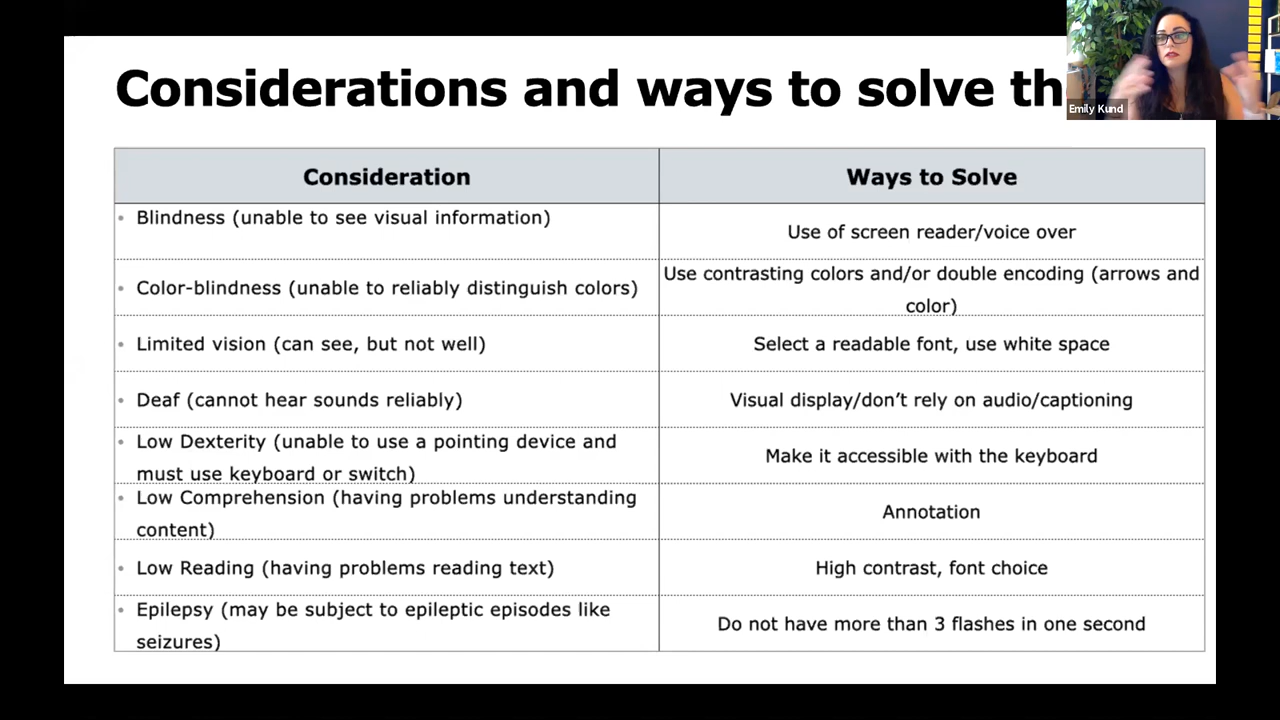 Considerations and ways to solve th
Emily Kund
Consideration
Ways to Solve
• Blindness (unable to see visual information)
Use of screen reader/voice over
• Color-blindness (unable to reliably distinguish colors)
Use contrasting colors and/or double encoding (arrows and
color)
• Limited vision (can see, but not well)
Select a readable font, use white space
• Deaf (cannot hear sounds reliably)
Visual display/don’t rely on audio/captioning
• Low Dexterity (unable to use a pointing device and
must use keyboard or switch)
Make it accessible with the keyboard
• Low Comprehension (having problems understanding
content)
Annotation
• Low Reading (having problems reading text)
High contrast, font choice
• Epilepsy (may be subject to epileptic episodes like
seizures)
Do not have more than 3 flashes in one second